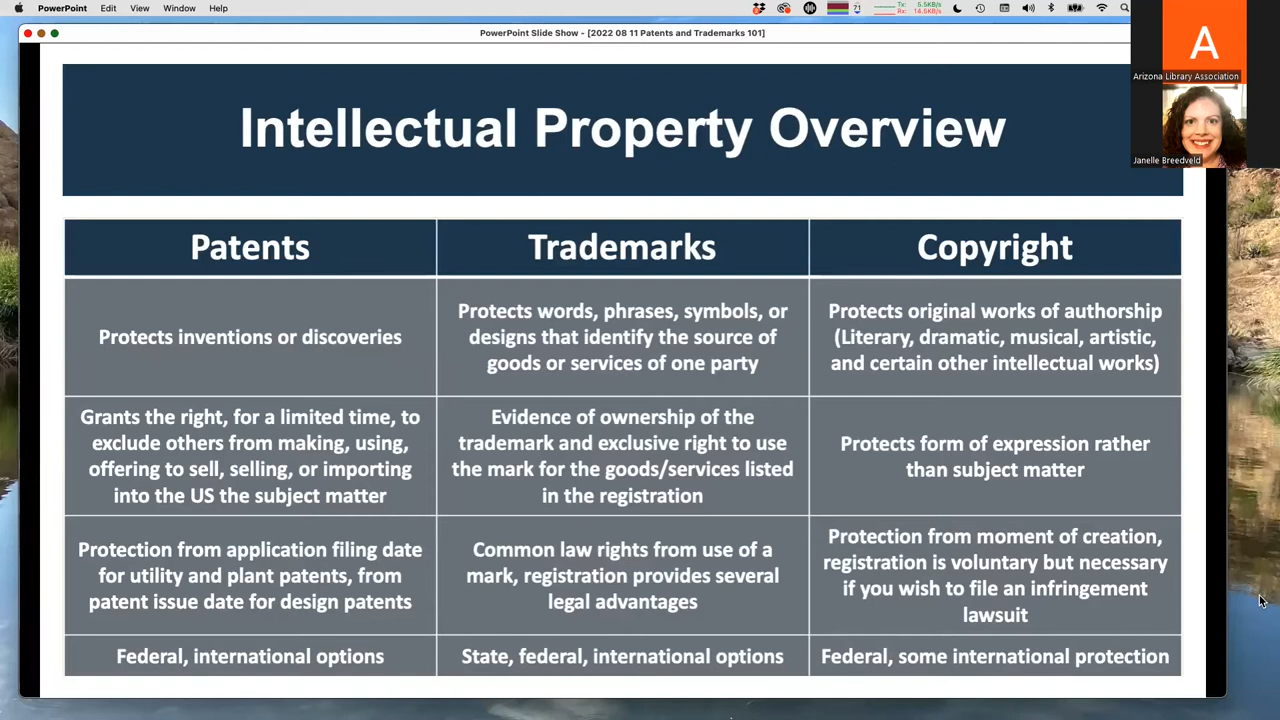 PowerPoint Edit View Window Help
71
Tx: 5.5KB/s
Rx: 14.5KB/s
PowerPoint Slide Show - [2022 08 11 Patents and Trademarks 101]
A
Arizona Library Association
Janelle Breedveld
Intellectual Property Overview
Patents
Trademarks
Copyright
Protects inventions or discoveries
Protects words, phrases, symbols, or
designs that identify the source of
goods or services of one party
Protects original works of authorship
(Literary, dramatic, musical, artistic,
and certain other intellectual works)
Grants the right, for a limited time, to
exclude others from making, using,
offering to sell, selling, or importing
into the US the subject matter
Evidence of ownership of the
trademark and exclusive right to use
the mark for the goods/services listed
in the registration
Protects form of expression rather
than subject matter
Protection from application filing date
for utility and plant patents, from
patent issue date for design patents
Common law rights from use of a
mark, registration provides several
legal advantages
Protection from moment of creation,
registration is voluntary but necessary
if you wish to file an infringement
lawsuit
Federal, international options
State, federal, international options
Federal, some international protection